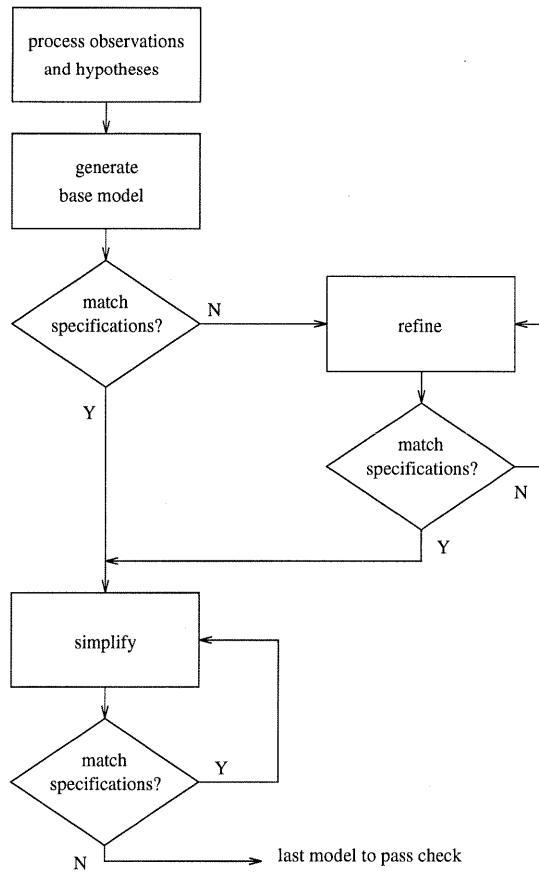 process observations
and hypotheses
generate
base model
match
specifications?
N
Y
refine
match
specifications?
N
Y
simplify
match
specifications?
Y
N
last model to pass check